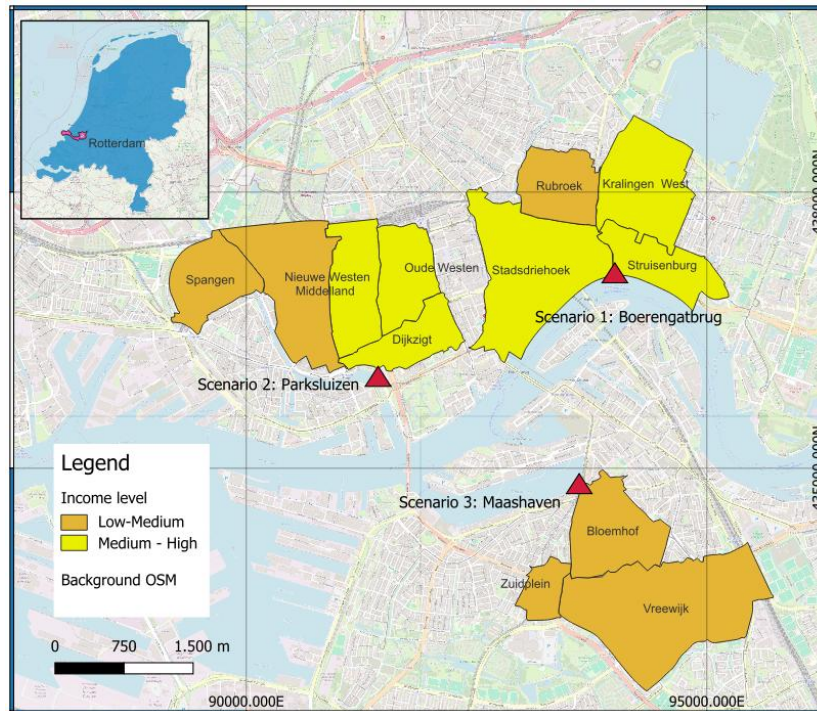 Rotterdam
Rubroek
Kralingen West
438000.000N
Spangen
Nieuwe Westen
Middelland
Oude Westen
Stadsdriehoek
Struisenburg
Dijkzigt
Scenario 1: Boerengatbrug
Scenario 2: Parksluizen
Legend
Income level
Low-Medium
Medium - High
Background OSM
0 750 1.500 m
435000.000N
Scenario 3: Maashaven
Bloemhof
Zuidplein
Vreewijk
90000.000E
95000.000E